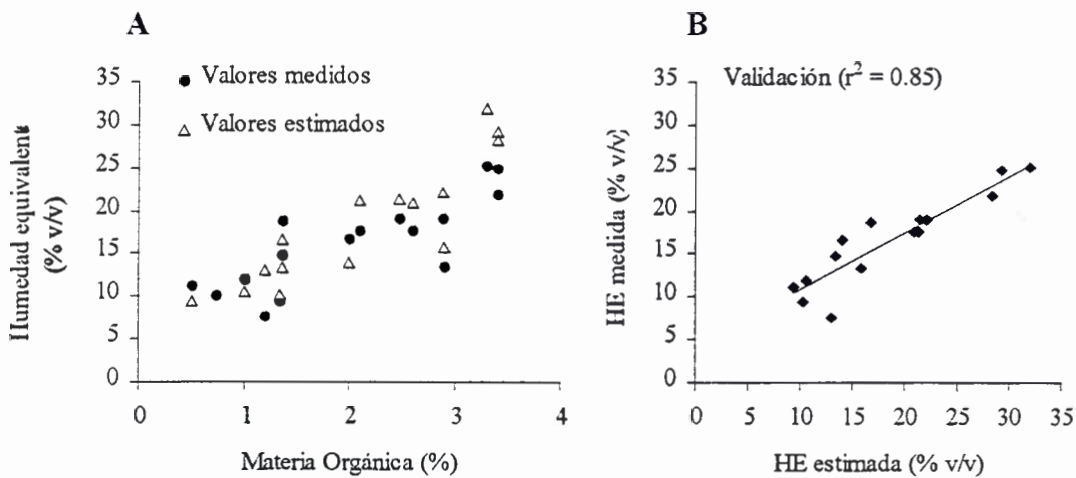 A
Valores medidos
Valores estimados
35
30
25
20
15
10
5
0
0 1 2 3 4
Humedad equivalent
(% v/v)
Materia Orgánica (%)
B
Validación (r² = 0.85)
35
30
25
20
15
10
5
0
0 5 10 15 20 25 30 35
HE medida (% v/v)
HE estimada (% v/v)